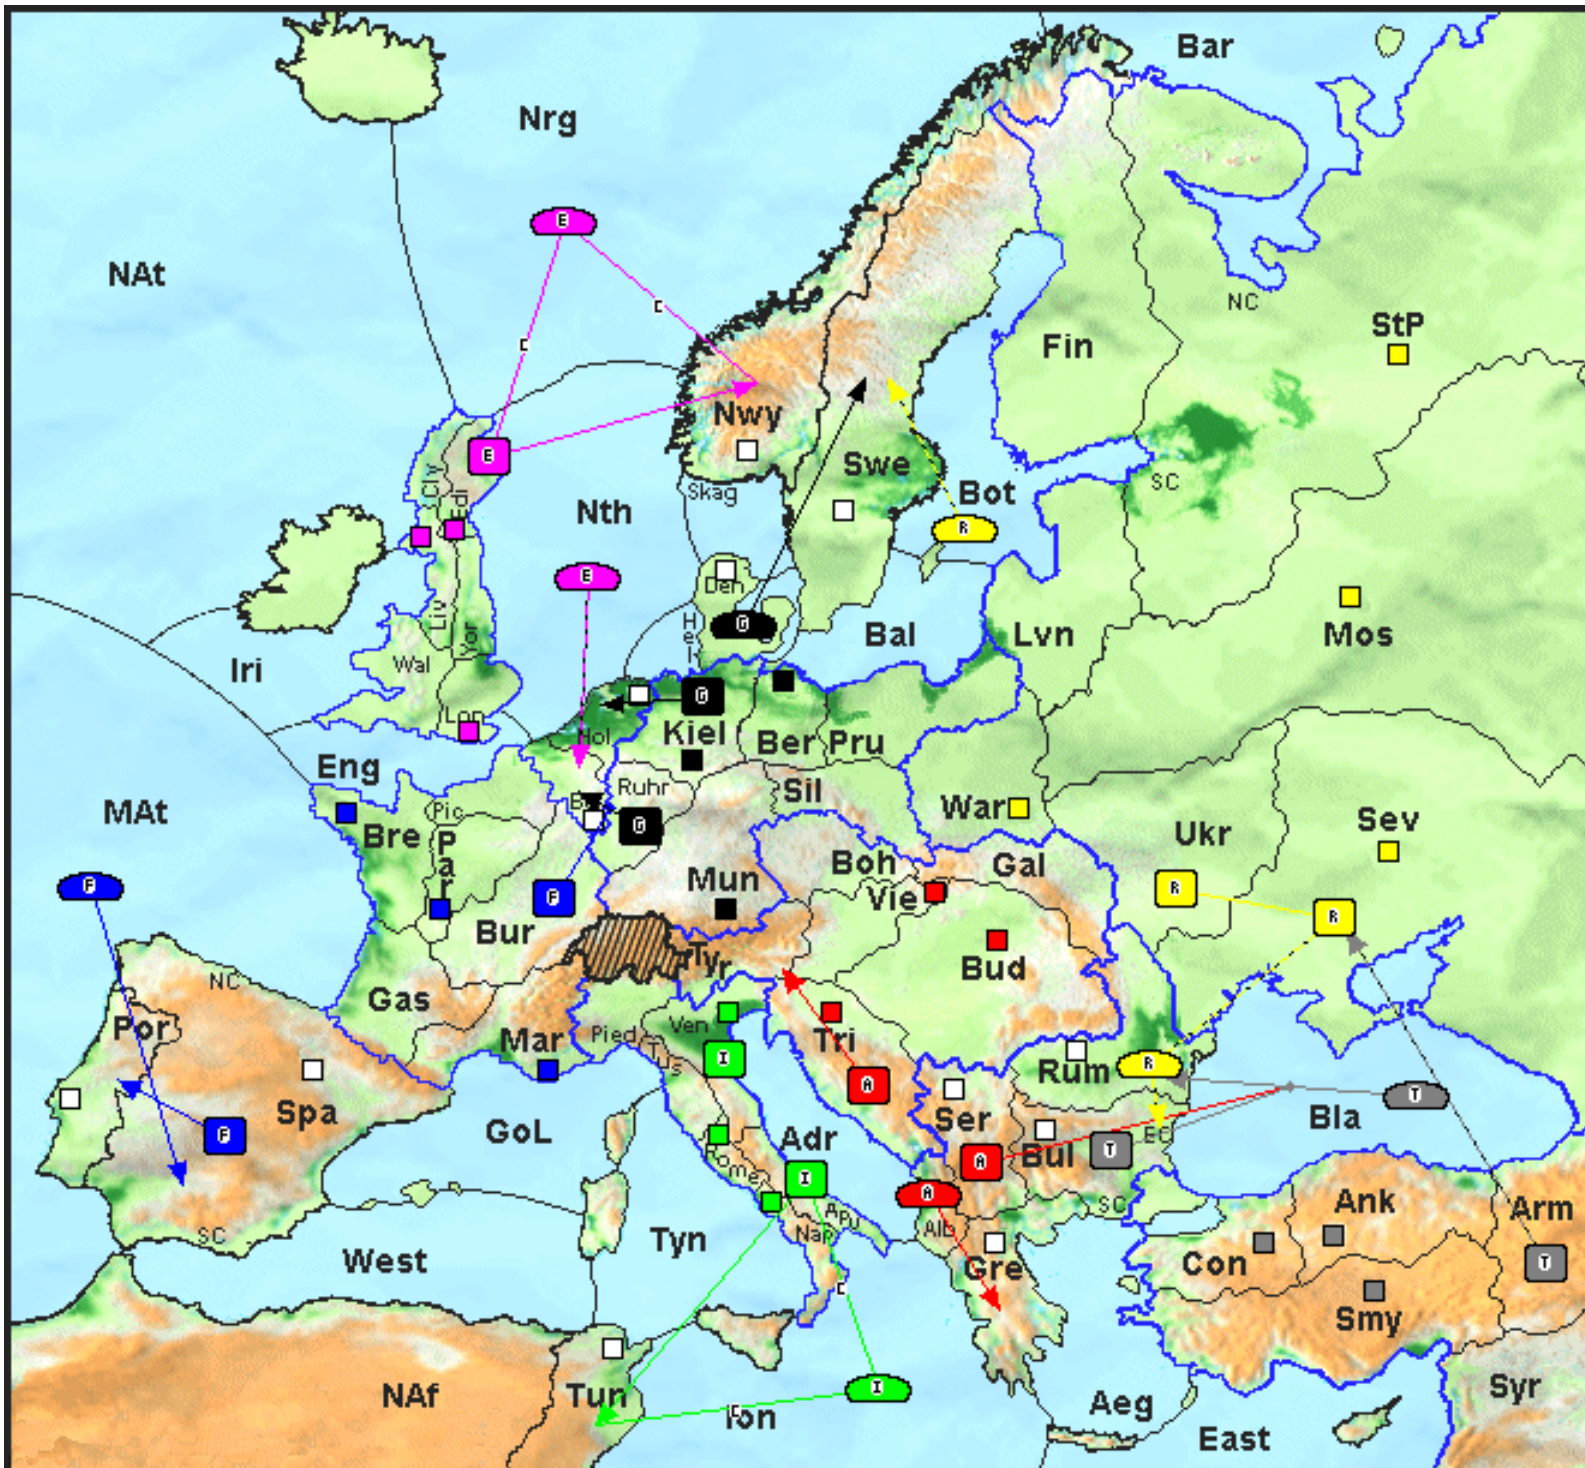 Bar
Nrg
E
NAt
NC
C
StP
C
Fin
Nwy
E
Swe
Cly
Edi
SC
Skag
Bot
Nth
R
E
Den
Mos
Hel
G
Liv
Yor
Bal
Lvn
Iri
Wal
G
Lon
Hol
Kiel
Ber
Pru
Eng
Ruhr
Sil
War
MAt
Pic
Bre
Par
G
Ukr
Sev
Boh
Gal
F
Mun
Vie
R
F
R
Bur
Tyr
Bud
NC
Gas
Por
Ven
Mar
Pied
Tri
Tus
I
R
Rum
A
T
Spa
Ser
Bla
F
GoL
Adr
EC
Bul
T
A
Rome
I
A
Ank
SC
Apu
SC
Arm
Nap
Alb
Tyn
West
Con
Gre
T
C
Smy
I
NAf
Tun
Syr
C
Ion
Aeg
East